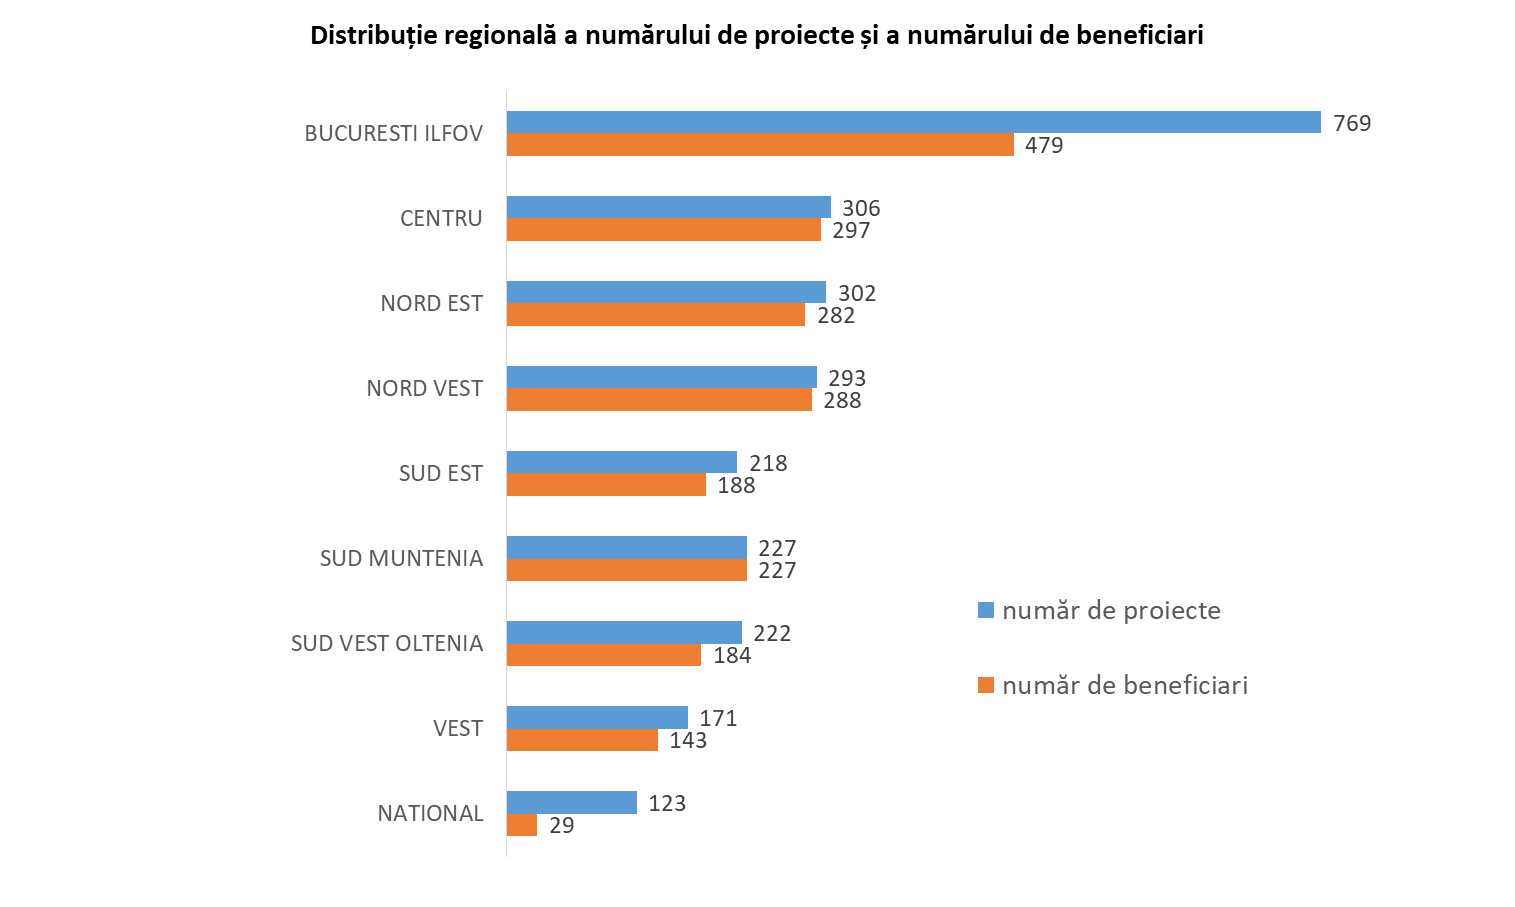 Distribuție regională a numărului de proiecte și a numărului de beneficiari
BUCURESTI ILFOV
769
479
CENTRU
306
297
NORD EST
302
282
NORD VEST
293
288
SUD EST
218
188
SUD MUNTENIA
227
227
SUD VEST OLTENIA
222
184
VEST
171
143
NATIONAL
123
29
număr de proiecte
număr de beneficiari